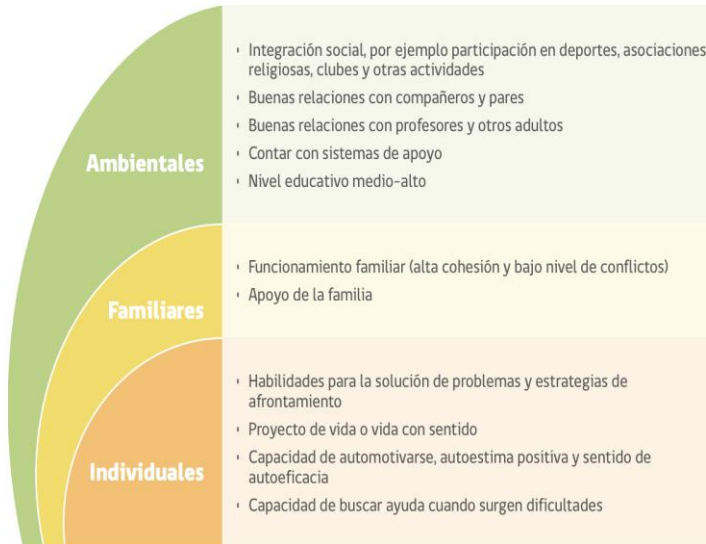 Ambientales
· Integración social, por ejemplo participación en deportes, asociaciones
religiosas, clubes y otras actividades
· Buenas relaciones con compañeros y pares
· Buenas relaciones con profesores y otros adultos
· Contar con sistemas de apoyo
· Nivel educativo medio-alto
Familiares
· Funcionamiento familiar (alta cohesión y bajo nivel de conflictos)
· Apoyo de la familia
Individuales
· Habilidades para la solución de problemas y estrategias de
afrontamiento
· Proyecto de vida o vida con sentido
· Capacidad de automotivarse, autoestima positiva y sentido de
autoeficacia
· Capacidad de buscar ayuda cuando surgen dificultades